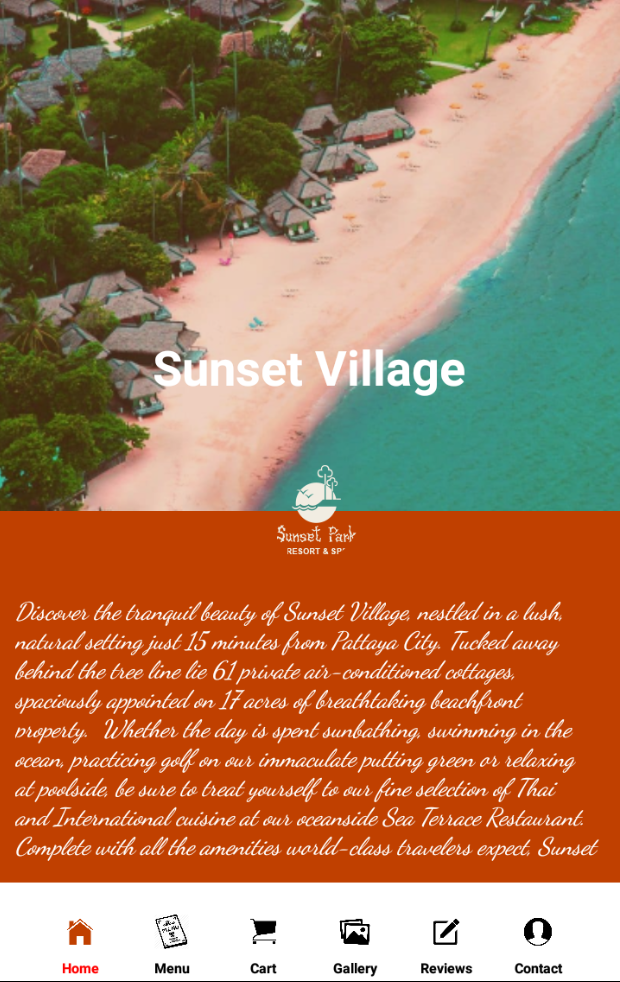 Sunset Village
Sunset Park
RESORT & SP
Discover the tranquil beauty of Sunset Village, nestled in a lush,
natural setting just 15 minutes from Pattaya City. Tucked away
behind the tree line lie 61 private air-conditioned cottages,
spaciously appointed on 17 acres of breathtaking beachfront
property. Whether the day is spent sunbathing, swimming in the
ocean, practicing golf on our immaculate putting green or relaxing
at poolside, be sure to treat yourself to our fine selection of Thai
and International cuisine at our oceanside Sea Terrace Restaurant.
Complete with all the amenities world-class travelers expect, Sunset
Home Menu Cart Gallery Reviews Contact